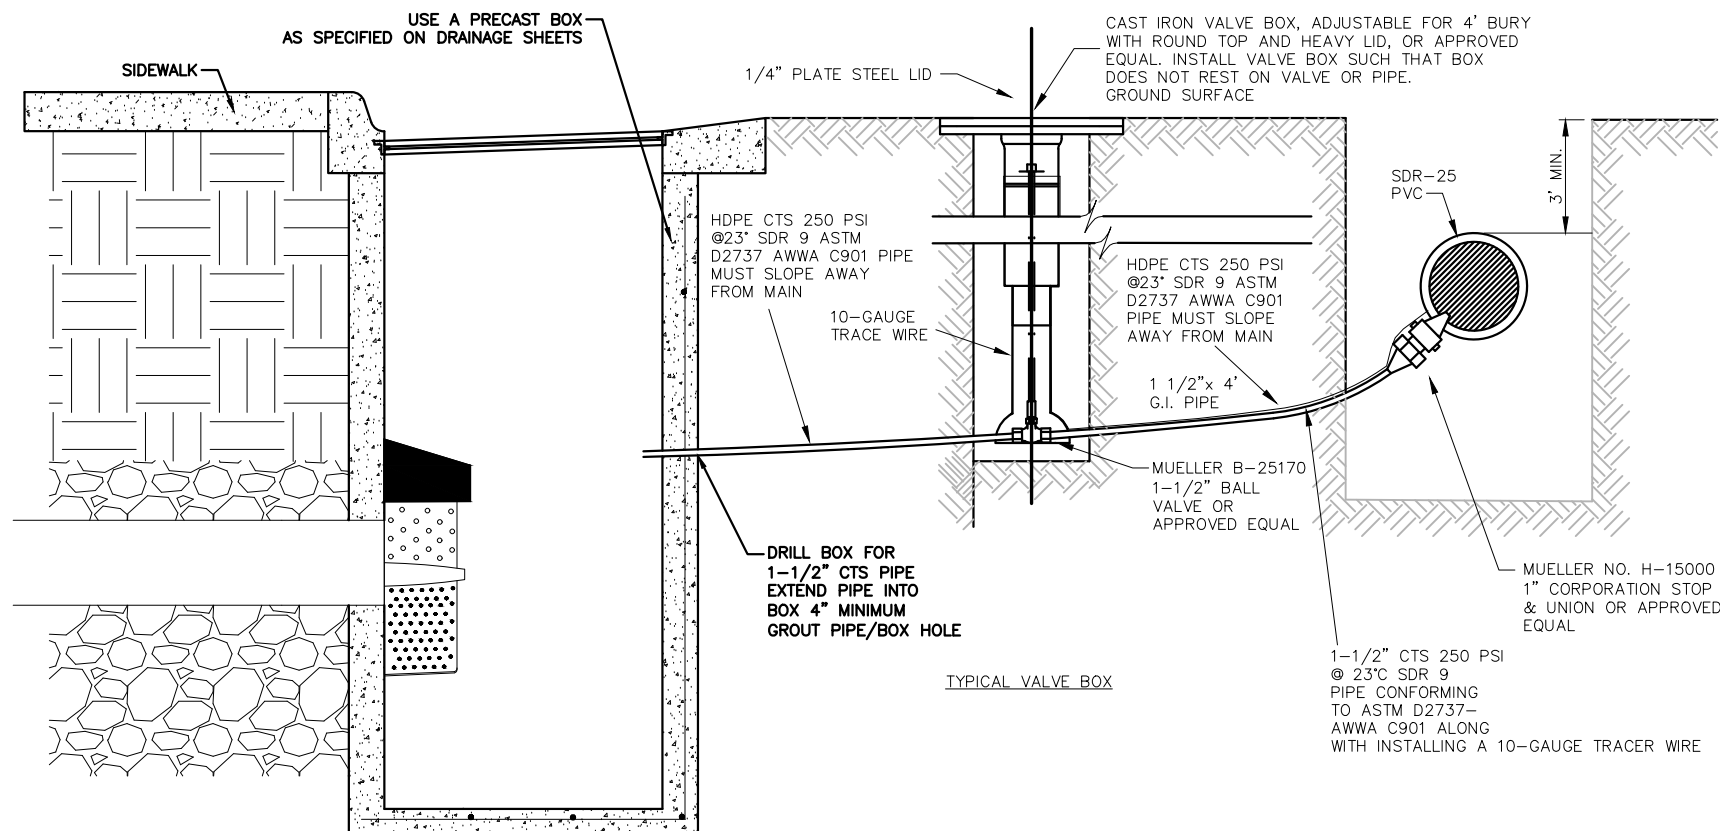 USE A PRECAST BOX
AS SPECIFIED ON DRAINAGE SHEETS
SIDEWALK
1/4" PLATE STEEL LID
CAST IRON VALVE BOX, ADJUSTABLE FOR 4' BURY
WITH ROUND TOP AND HEAVY LID, OR APPROVED
EQUAL. INSTALL VALVE BOX SUCH THAT BOX
DOES NOT REST ON VALVE OR PIPE.
GROUND SURFACE
SDR-25
PVC
3' MIN.
HDPE CTS 250 PSI
@23° SDR 9 ASTM
D2737 AWWA C901 PIPE
MUST SLOPE AWAY
FROM MAIN
10-GAUGE
TRACE WIRE
HDPE CTS 250 PSI
@23° SDR 9 ASTM
D2737 AWWA C901
PIPE MUST SLOPE
AWAY FROM MAIN
1 1/2"x 4'
G.I. PIPE
MUELLER B-25170
1-1/2" BALL
VALVE OR
APPROVED EQUAL
DRILL BOX FOR
1-1/2" CTS PIPE
EXTEND PIPE INTO
BOX 4" MINIMUM
GROUT PIPE/BOX HOLE
MUELLER NO. H-15000
1" CORPORATION STOP
& UNION OR APPROVED
EQUAL
1-1/2" CTS 250 PSI
@ 23°C SDR 9
PIPE CONFORMING
TO ASTM D2737-
AWWA C901 ALONG
WITH INSTALLING A 10-GAUGE TRACER WIRE
TYPICAL VALVE BOX